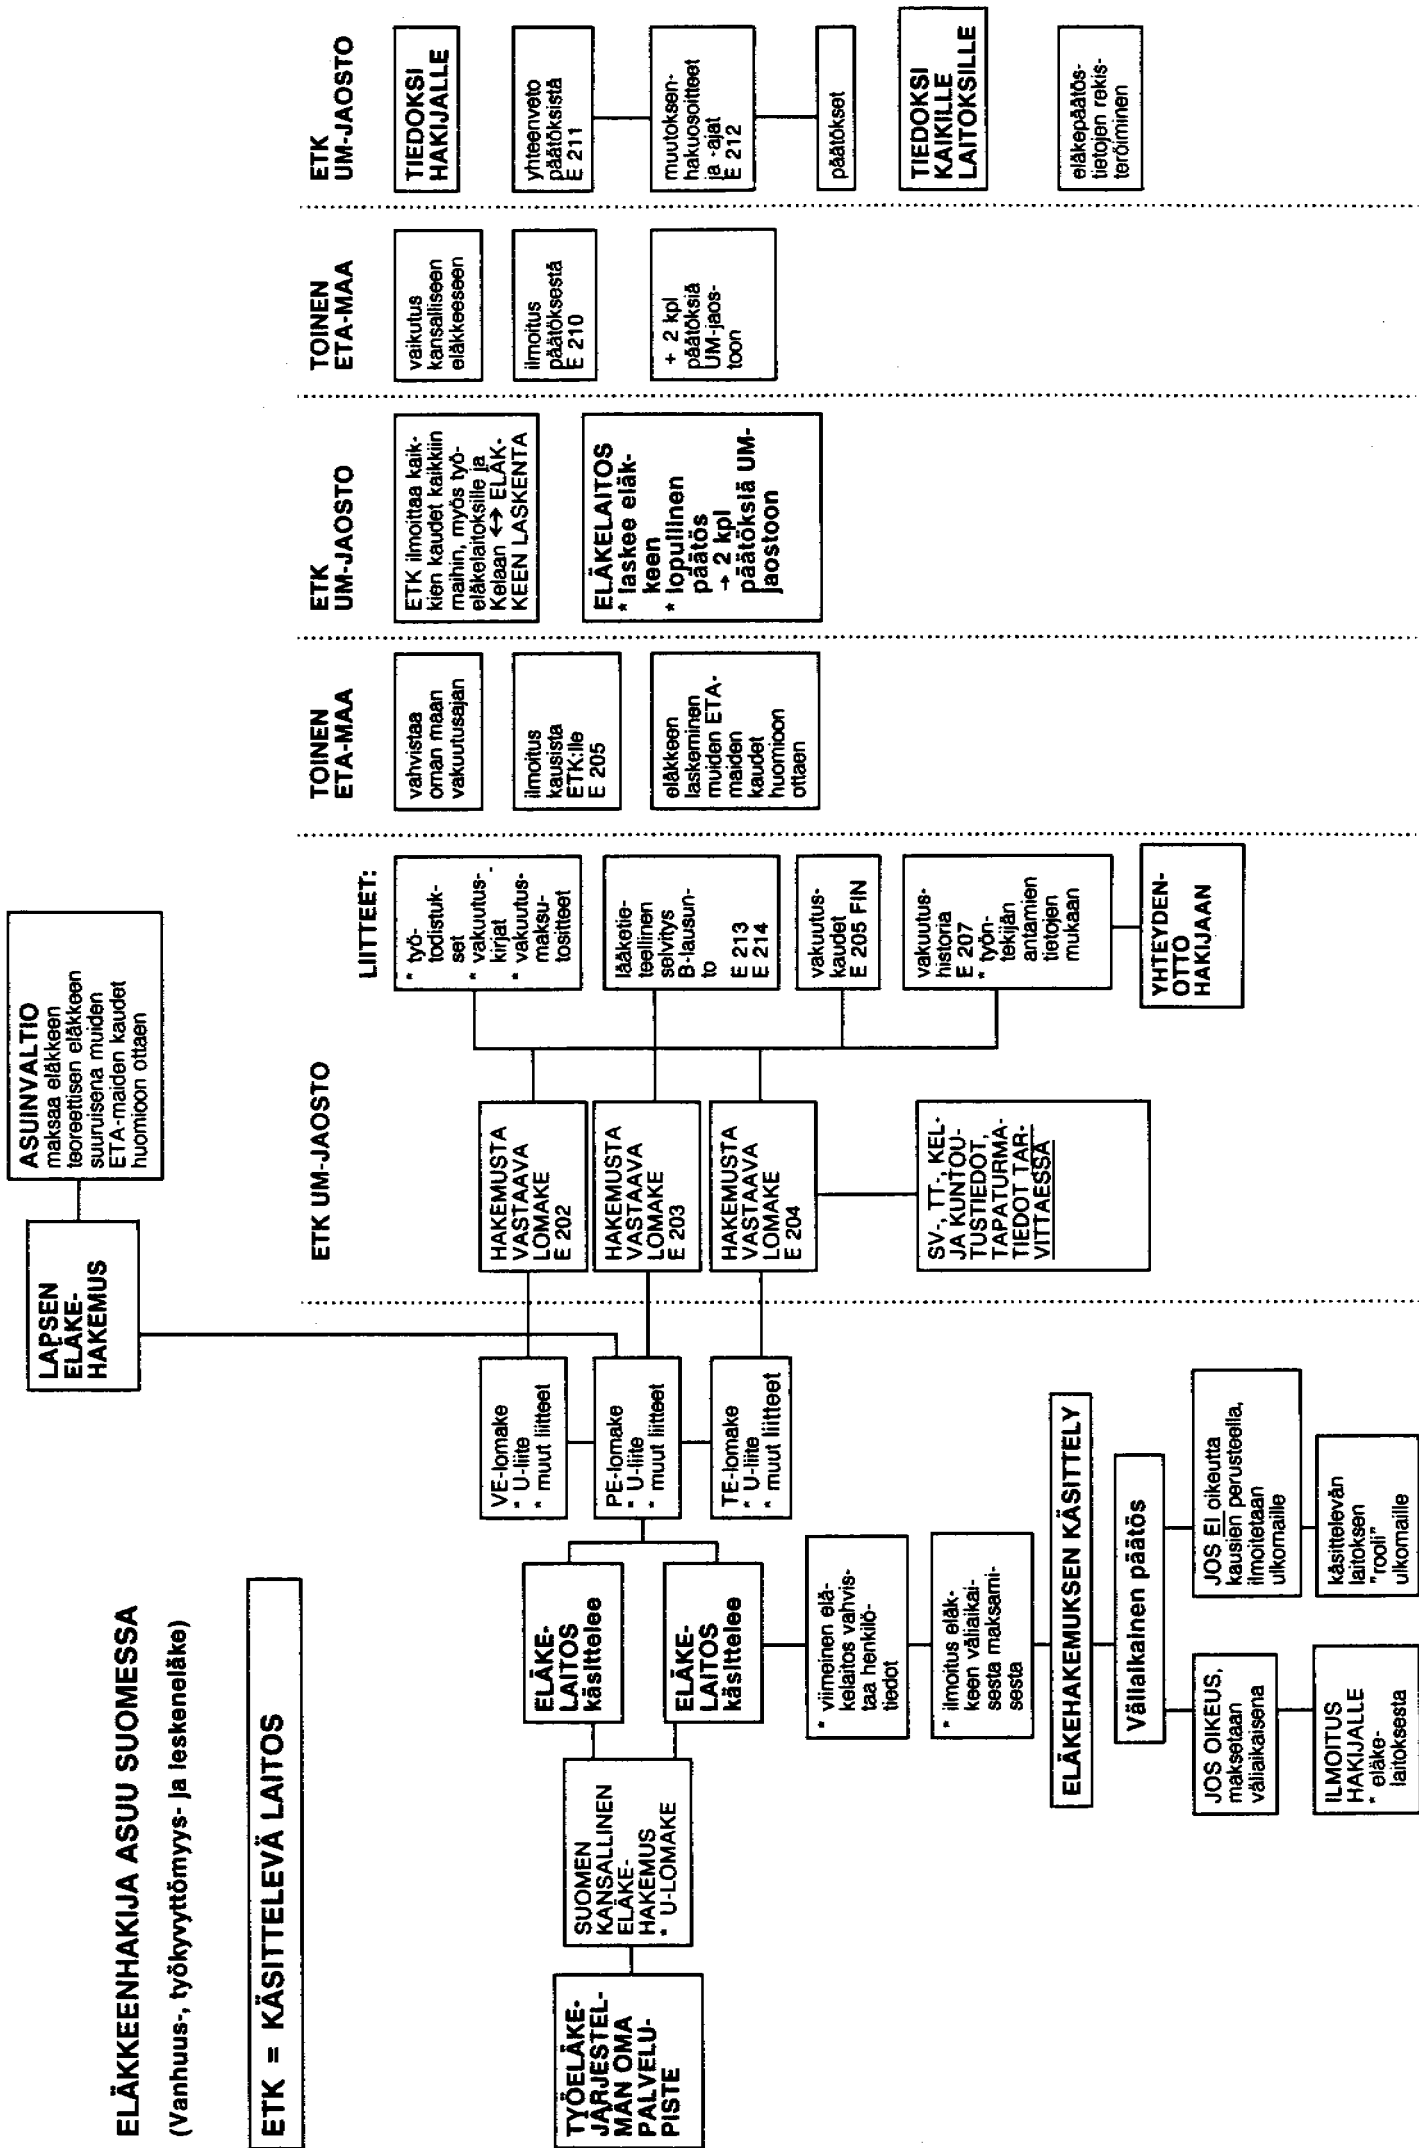 ELÄKKEENHAKIJA ASUU SUOMESSA
(Vanhuus-, työkyvyttömyys- ja leskeneläke)
ETK = KÄSITTELEVÄ LAITOS
LAPSEN
ELÄKE-
HAKEMUS
ASUINVALTIO
maksaa eläkkeen
teoreettisen eläkkeen
suuruisena muiden
ETA-maiden kaudet
huomioon ottaen
TYÖELÄKE-
JÄRJESTEL-
MÄN OMA
PALVELU-
PISTE
SUOMEN
KANSALLINEN
ELÄKE-
HAKEMUS
* U-LOMAKE
ELÄKE-
LAITOS
käsittelee
ELÄKE-
LAITOS
käsittelee
VE-lomake
* U-liite
* muut liitteet
PE-lomake
* U-liite
* muut liitteet
TE-lomake
* U-liite
* muut liitteet
* viimeinen elä-
kelaitos vahvis-
taa henkilö-
tiedot
* ilmoitus eläk-
keen väliaikai-
sesta maksami-
sesta
ELÄKEHAKEMUKSEN KÄSITTELY
Väliaikainen päätös
JOS OIKEUS,
maksetaan
väliaikaisena
ILMOITUS
HAKIJALLE
* eläke-
laitoksesta
JOS EI oikeutta
kausien perusteella,
ilmoitetaan
ulkomaille
käsittelevän
laitoksen
"rooli"
ulkomaille
ETK UM-JAOSTO
HAKEMUSTA
VASTAAVA
LOMAKE
E 202
HAKEMUSTA
VASTAAVA
LOMAKE
E 203
HAKEMUSTA
VASTAAVA
LOMAKE
E 204
SV-, TT-, KEL-
JA KUNTOU-
TUSTIEDOT,
TAPATURMA-
TIEDOT TAR-
VITTAESSA
LIITTEET:
* työ-
todistuk-
set
* vakuutus-
kirjat
* vakuutus-
maksu-
tositteet
lääketie-
teellinen
selvitys
B-lausun-
to
E 213
E 214
vakuutus-
kaudet
E 205 FIN
vakuutus-
historia
E 207
* työn-
tekijän
antamien
tietojen
mukaan
YHTEYDEN-
OTTO
HAKIJAAN
TOINEN
ETA-MAA
vahvistaa
oman maan
vakuutusajan
ilmoitus
kausista
ETK:lle
E 205
eläkkeen
laskeminen
muiden ETA-
maiden
kaudet
huomioon
ottaen
ETK
UM-JAOSTO
ETK ilmoittaa kaik-
kien kaudet kaikkiin
maihin, myös työ-
eläkelaitoksille ja
Kelaan ↔ ELÄK-
KEEN LASKENTA
ELÄKELAITOS
* laskee eläk-
keen
* lopullinen
päätös
→ 2 kpl
päätöksiä UM-
jaostoon
TOINEN
ETA-MAA
vaikutus
kansalliseen
eläkkeeseen
ilmoitus
päätöksestä
E 210
+ 2 kpl
päätöksiä
UM-jaos-
toon
ETK
UM-JAOSTO
TIEDOKSI
HAKIJALLE
yhteenveto
päätöksistä
E 211
muutoksen-
hakuosoitteet
ja -ajat
E 212
päätökset
TIEDOKSI
KAIKILLE
LAITOKSILLE
eläkepäätös-
tietojen rekis-
teröiminen